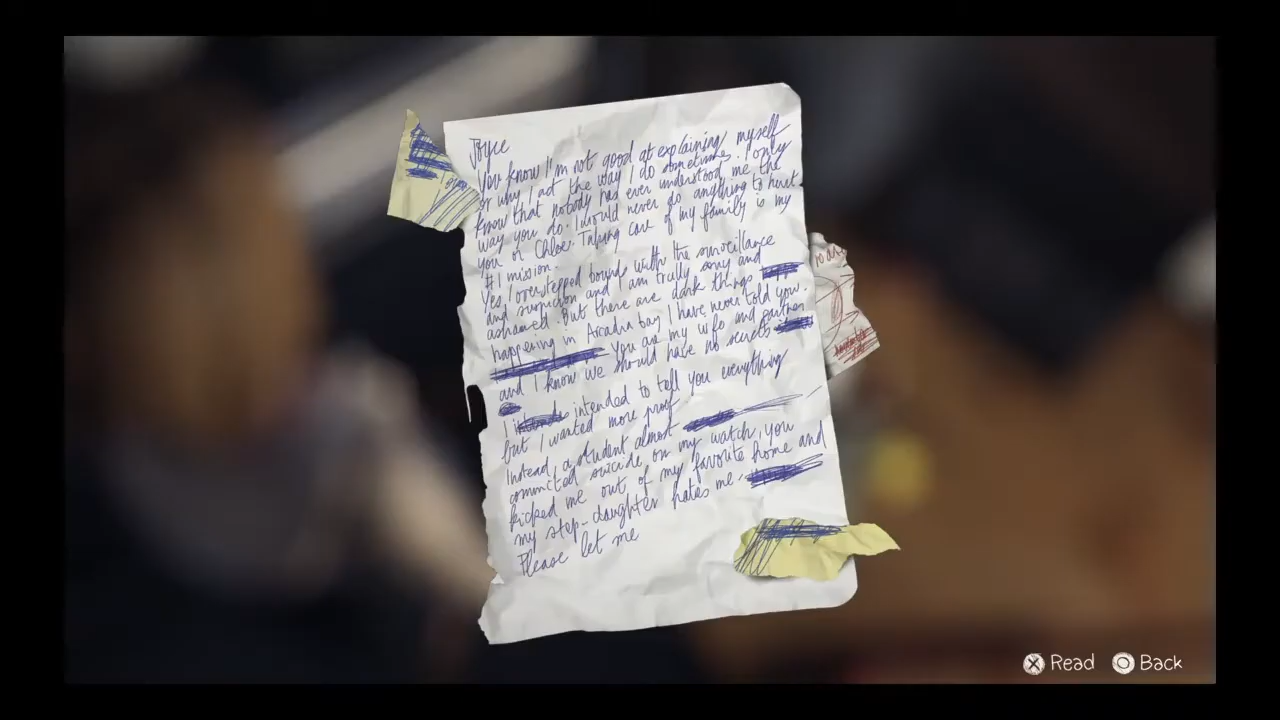 Joyce
You know I'm not good at explaining myself
or why I act the way I do sometimes. I only
know that nobody has ever understood me the
way you do. I would never do anything to hurt
you or Chloe. Taking care of my family is my
#1 mission.
Yes, I overstepped bounds with the surveillance
and suspicion and I am trully sorry and
ashamed. But there are dark things
happening in Arcadia bay I have never told you.
You are my wife and partner
and I know we should have no secrets
I intended to tell you everything
but I wanted more proof
Instead, a student almost
committed suicide on my watch, you
kicked me out of my favorite home and
my step-daughter hates me.
Please let me
Read Back